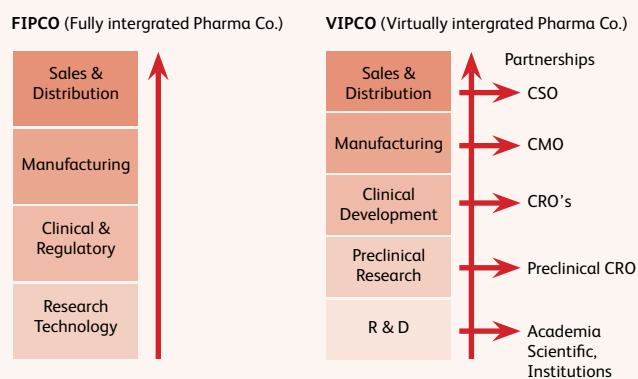 FIPCO (Fully intergrated Pharma Co.)
Sales &
Distribution
Manufacturing
Clinical &
Regulatory
Research
Technology
VIPCO (Virtually intergrated Pharma Co.)
Partnerships
Sales &
Distribution
CSO
Manufacturing
CMO
Clinical
Development
CRO's
Preclinical
Research
Preclinical CRO
R & D
Academia
Scientific,
Institutions